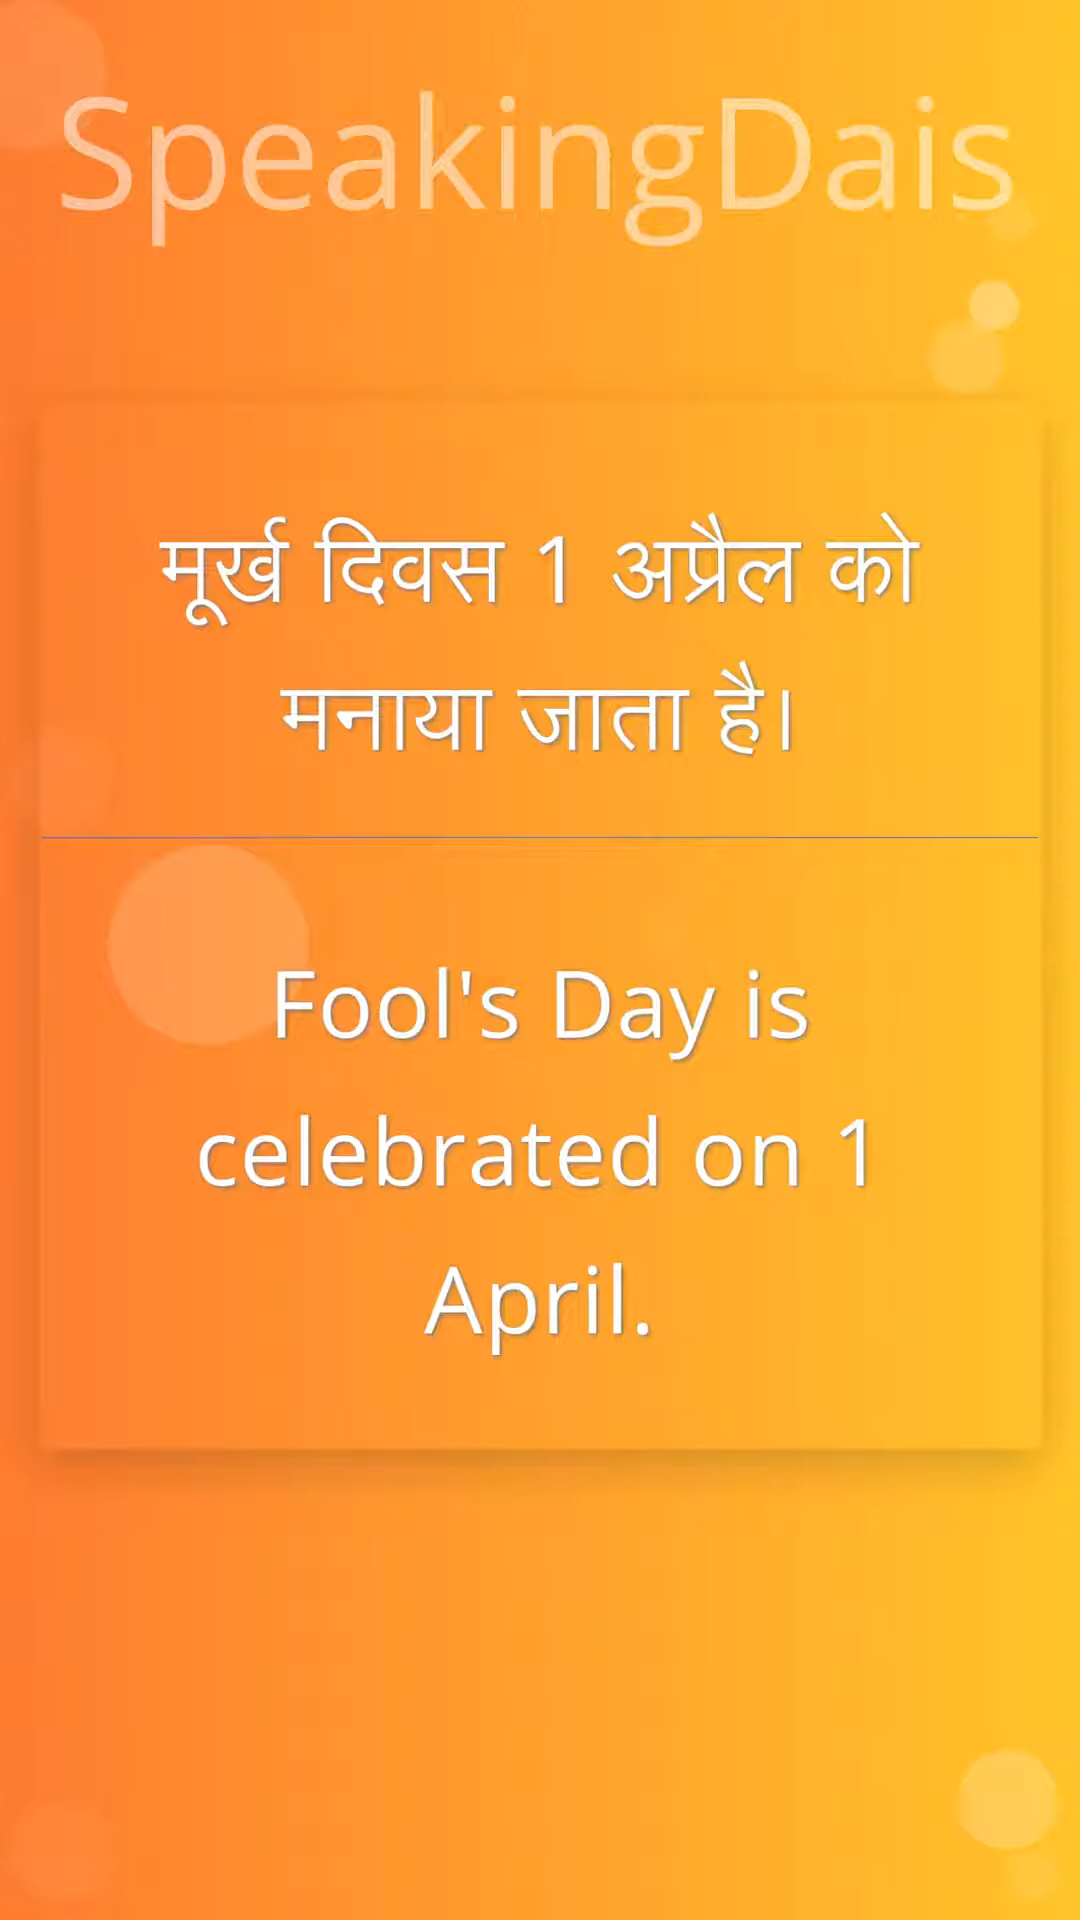 SpeakingDais
मूर्ख दिवस 1 अप्रैल को
मनाया जाता है।
Fool's Day is
celebrated on 1
April.